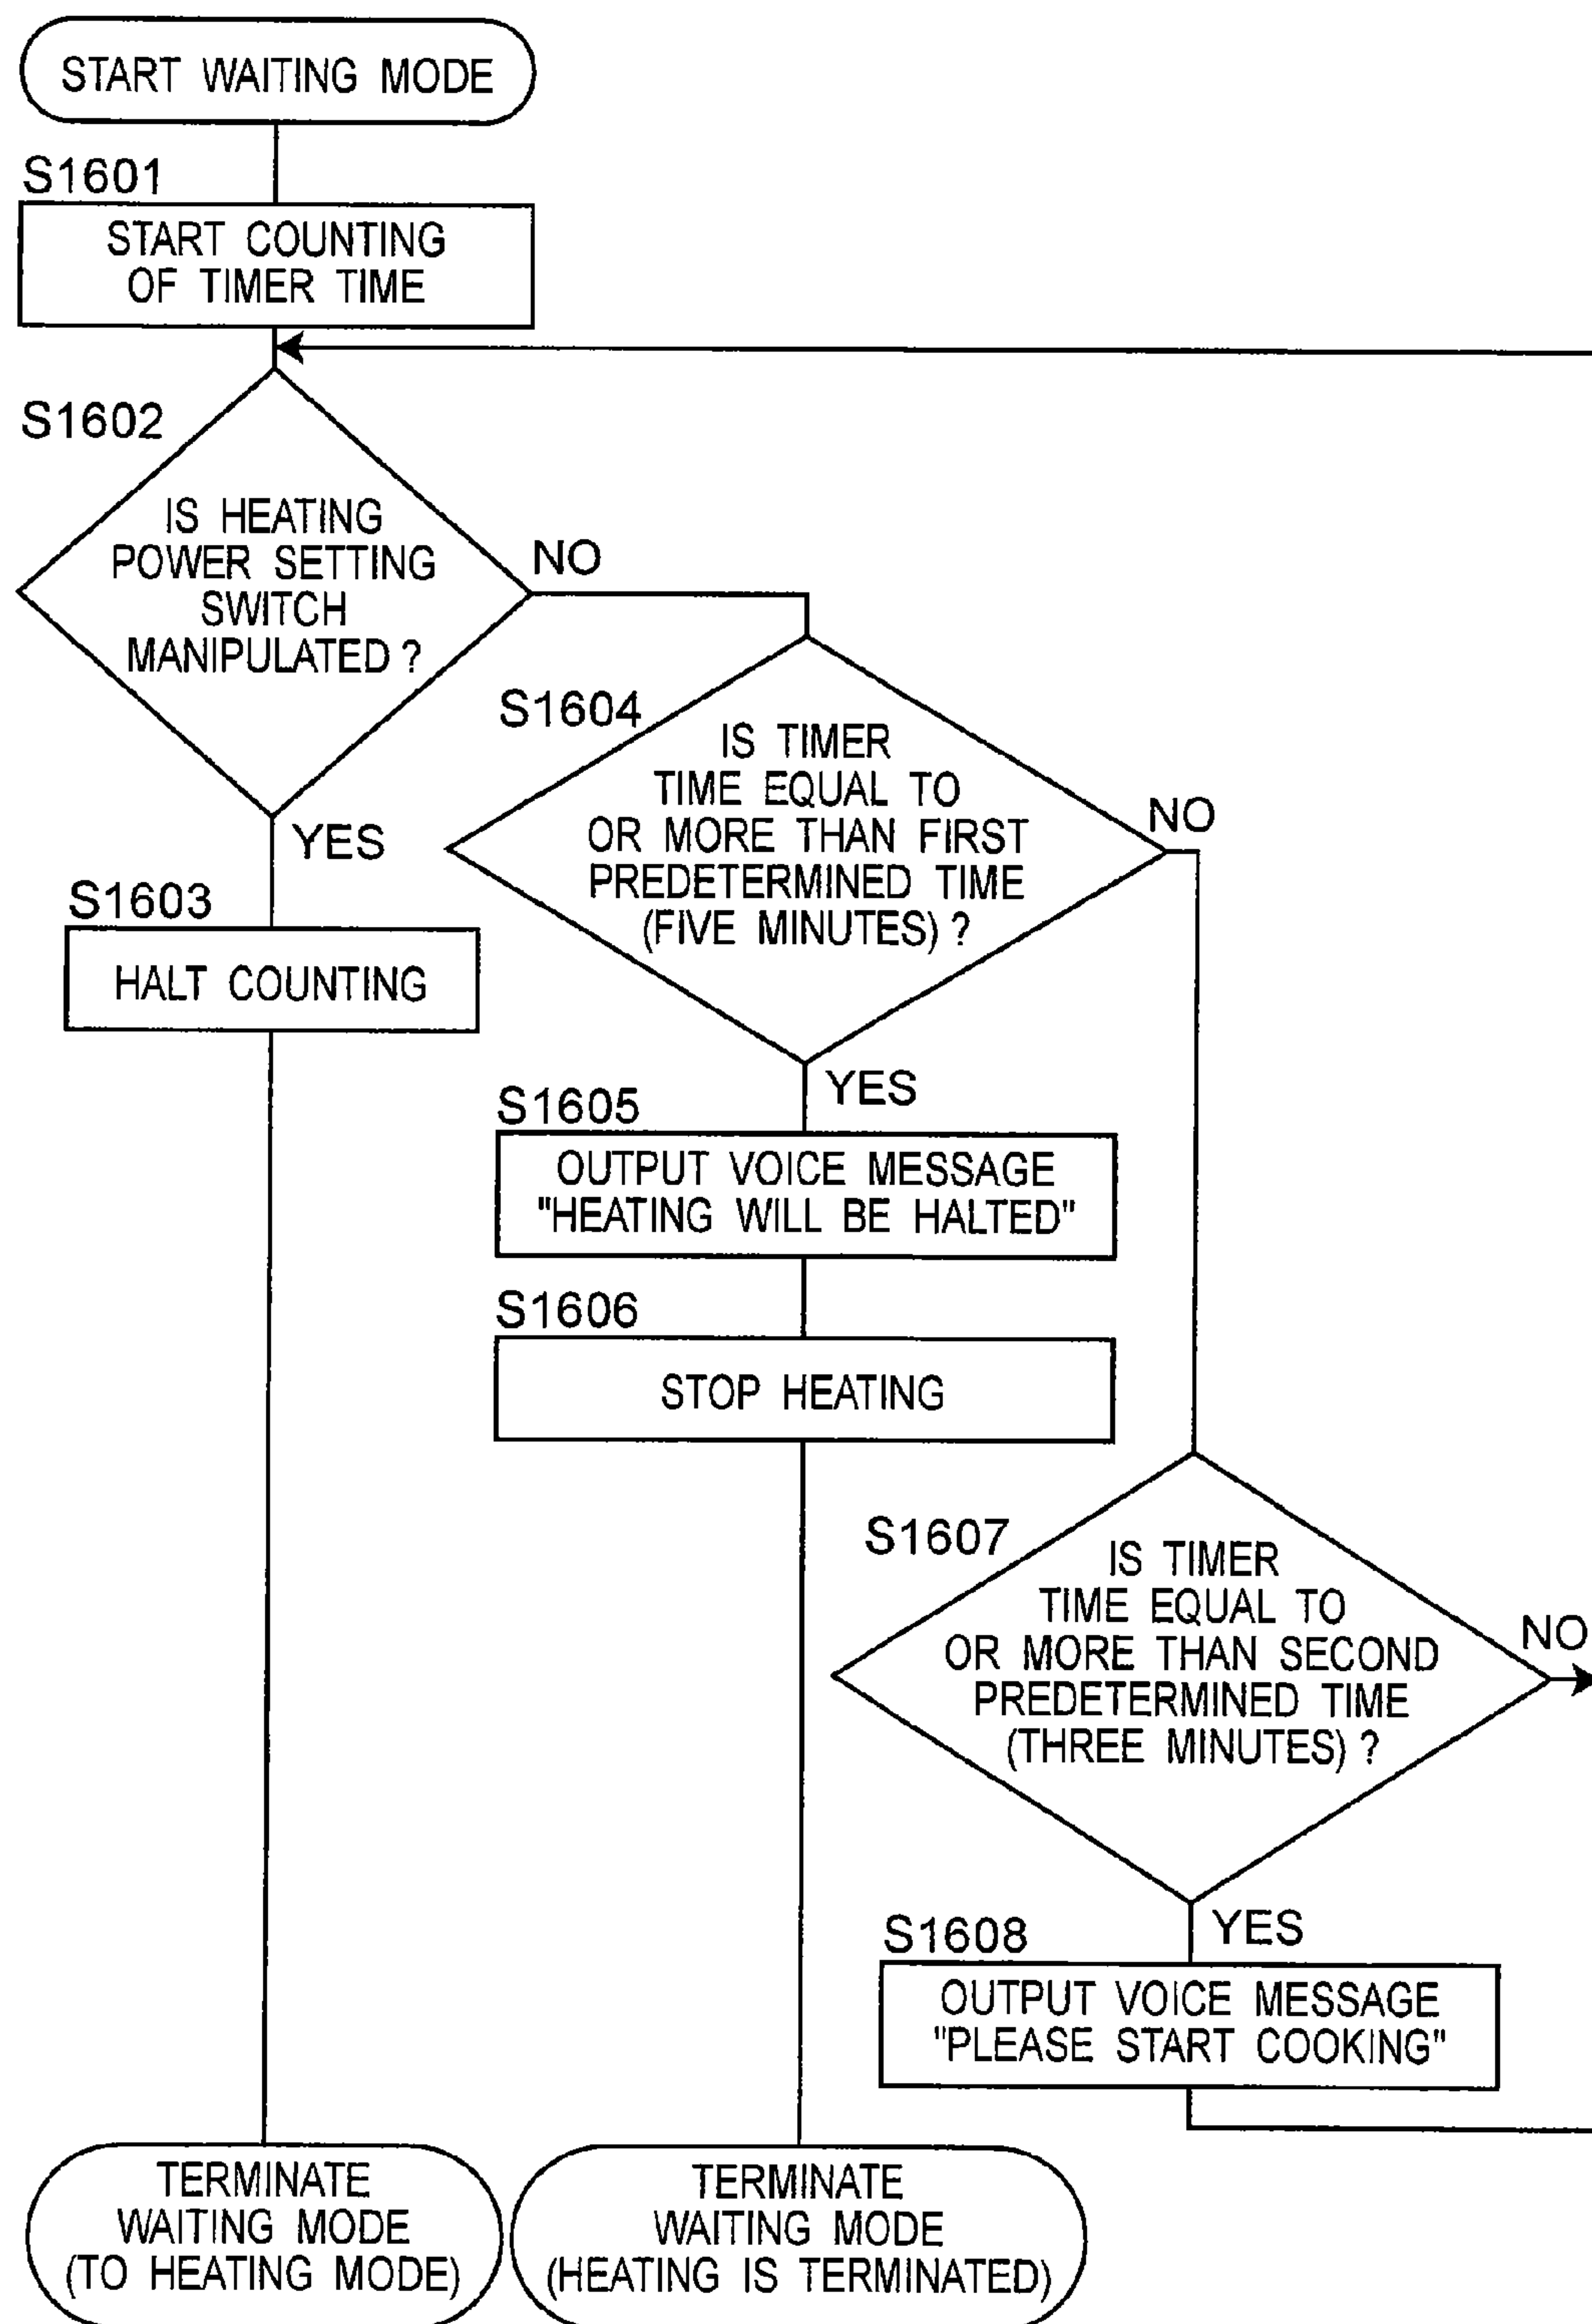 START WAITING MODE
S1601
START COUNTING
OF TIMER TIME
S1602
IS HEATING
POWER SETTING
SWITCH
MANIPULATED ?
NO
YES
S1603
HALT COUNTING
S1604
IS TIMER
TIME EQUAL TO
OR MORE THAN FIRST
PREDETERMINED TIME
(FIVE MINUTES) ?
NO
YES
S1605
OUTPUT VOICE MESSAGE
"HEATING WILL BE HALTED"
S1606
STOP HEATING
S1607
IS TIMER
TIME EQUAL TO
OR MORE THAN SECOND
PREDETERMINED TIME
(THREE MINUTES) ?
NO
YES
S1608
OUTPUT VOICE MESSAGE
"PLEASE START COOKING"
TERMINATE
WAITING MODE
(TO HEATING MODE)
TERMINATE
WAITING MODE
(HEATING IS TERMINATED)